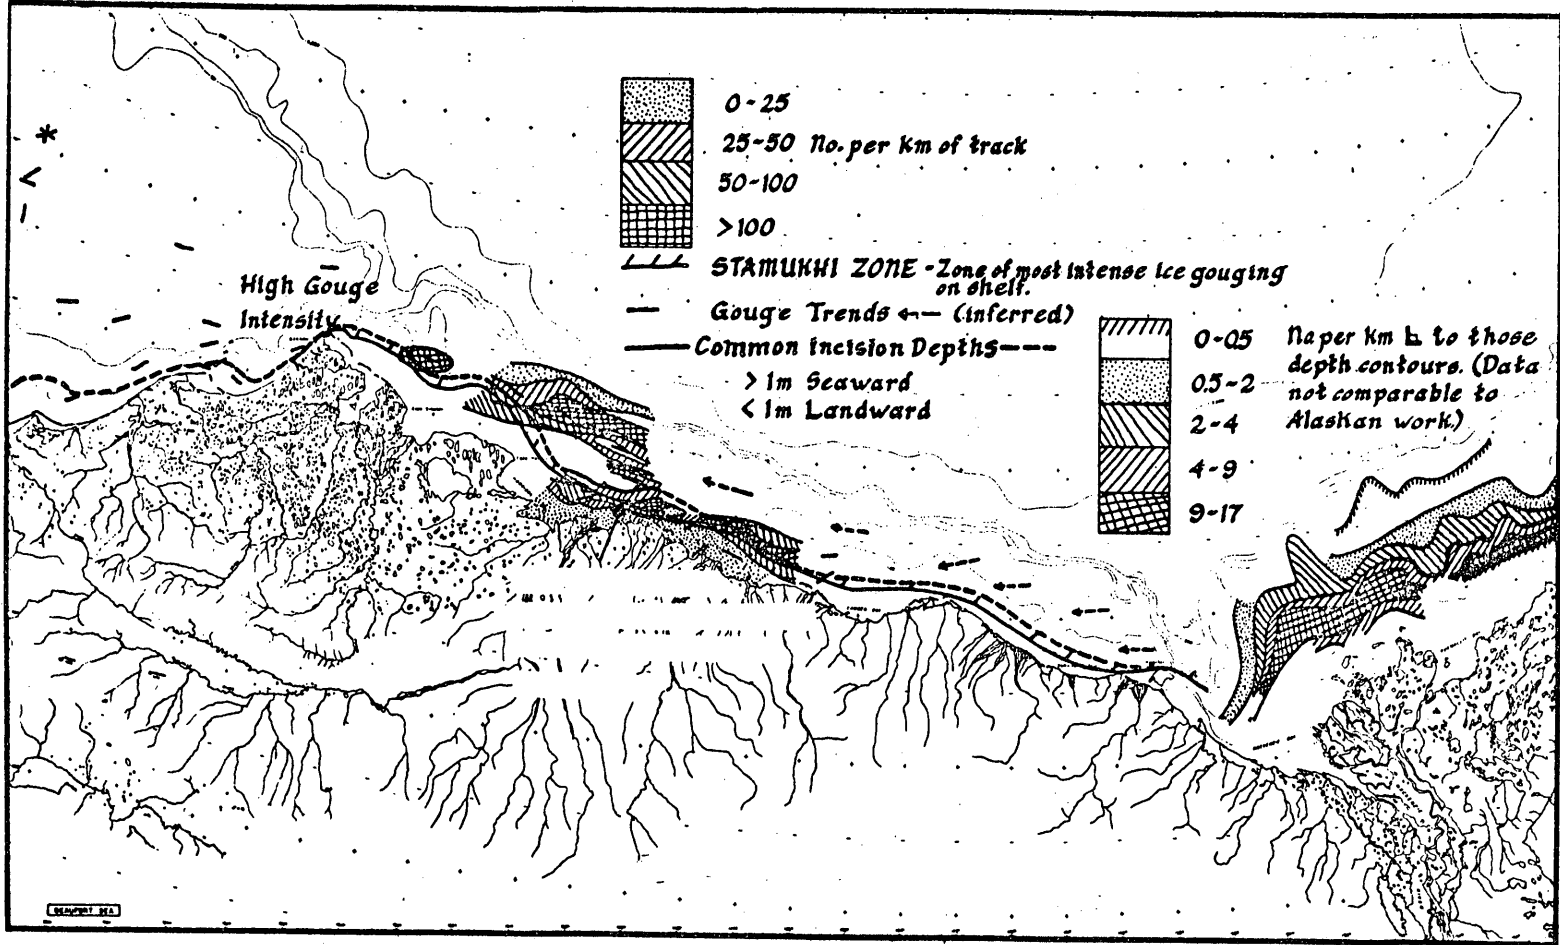 0-25
25-50 No. per km of track
50-100
>100
STAMUKHI ZONE - Zone of most intense ice gouging
on shelf.
Gouge Trends ←- (inferred)
Common Incision Depths
> 1m Seaward
< 1m Landward
High Gouge
Intensity
0-05
0.5-2
2-4
4-9
9-17
No per km ⊥ to those
depth contours. (Data
not comparable to
Alaskan work.)
BEAUFORT SEA